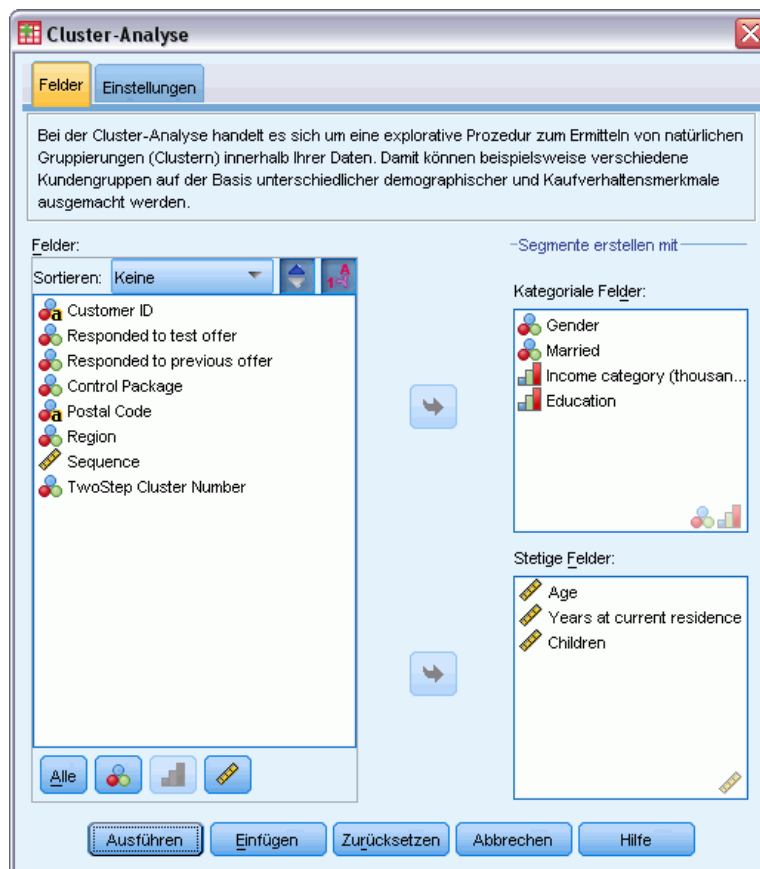 Cluster-Analyse
Felder
Einstellungen
Bei der Cluster-Analyse handelt es sich um eine explorative Prozedur zum Ermitteln von natürlichen
Gruppierungen (Clustern) innerhalb Ihrer Daten. Damit können beispielsweise verschiedene
Kundengruppen auf der Basis unterschiedlicher demographischer und Kaufverhaltensmerkmale
ausgemacht werden.
Felder:
Sortieren: Keine
Customer ID
Responded to test offer
Responded to previous offer
Control Package
Postal Code
Region
Sequence
TwoStep Cluster Number
Alle
Segmente erstellen mit
Kategoriale Felder:
Gender
Married
Income category (thousan...
Education
Stetige Felder:
Age
Years at current residence
Children
Ausführen
Einfügen
Zurücksetzen
Abbrechen
Hilfe